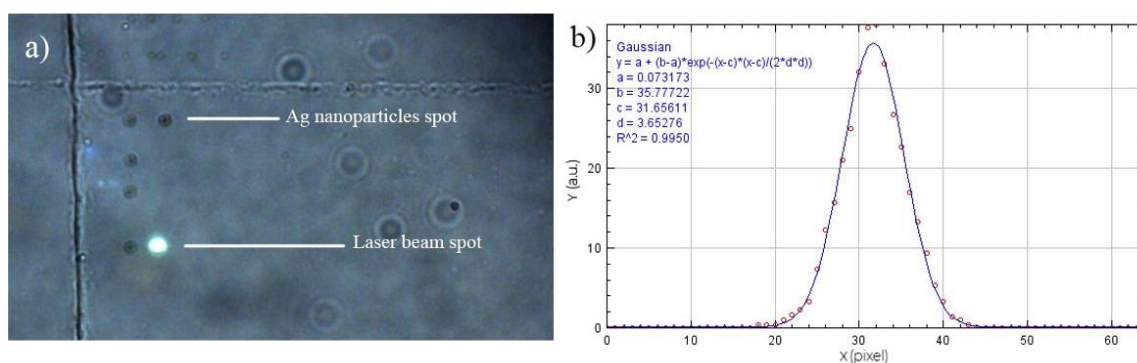 a)
Ag nanoparticles spot
Laser beam spot
b)
Gaussian
y = a + (b-a)*exp(-(x-c)*(x-c)/(2*d*d))
a = 0.073173
b = 35.77722
c = 31.65611
d = 3.65276
R^2 = 0.9950
Y (a.u.)
30
20
10
0
0
10
20
30
40
50
60
X (pixel)